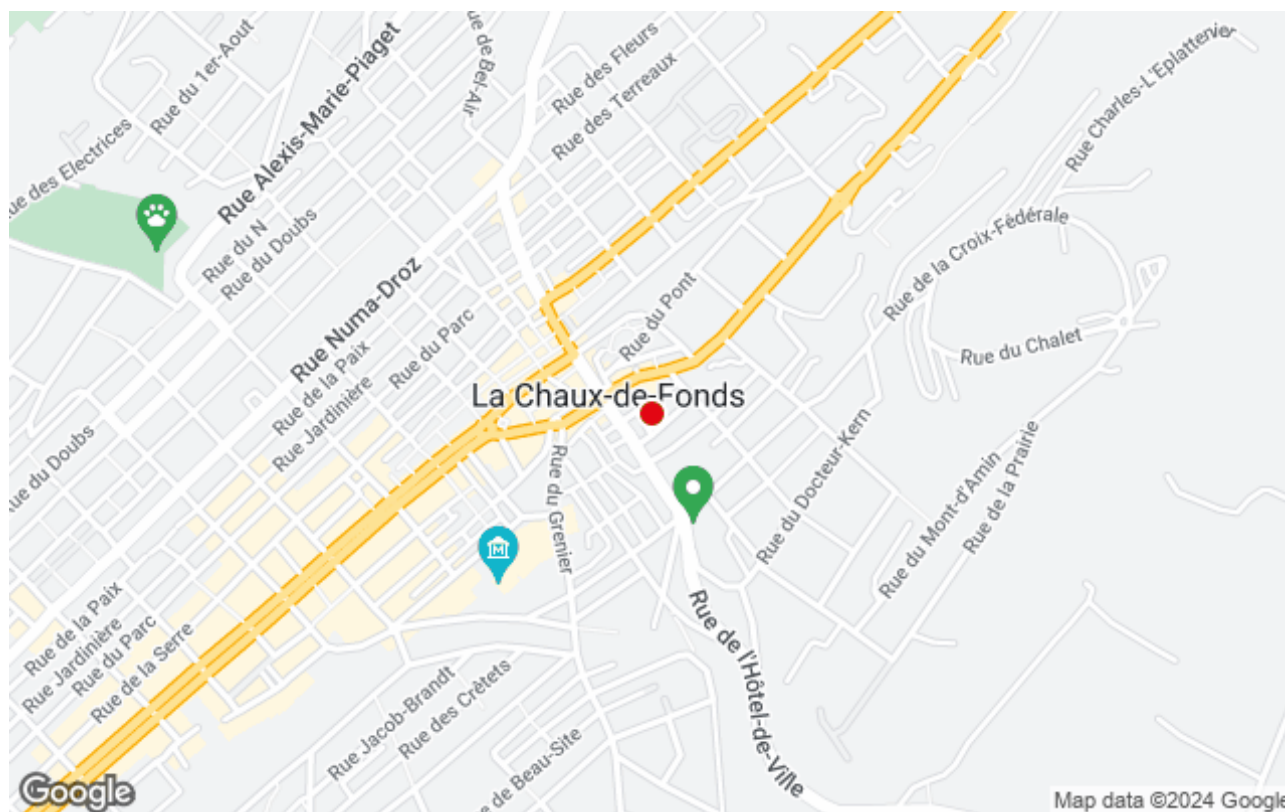 Rue de Bel-Air
Rue des Fleurs
Rue des Terreaux
Rue du 1er-Aout
Rue Alexis-Marie-Piaget
Rue des Electrices
Rue Charles-L'Eplattenier
Rue du N
Rue du Doubs
Rue de la Croix-Fédérale
Rue Numa-Droz
Rue du Parc
Rue du Pont
Rue de la Paix
Rue Jardinière
Rue du Chalet
La Chaux-de-Fonds
Rue du Doubs
Rue du Grenier
Rue du Docteur-Kern
Rue du Mont-d'Amin
Rue de la Prairie
M
Rue de la Paix
Rue Jardinière
Rue du Parc
Rue de la Serre
Rue de l'Hôtel-de-Ville
Rue Jacob-Brandt
Rue des Crètets
e de Beau-Site
Google
Map data ©2024 Google